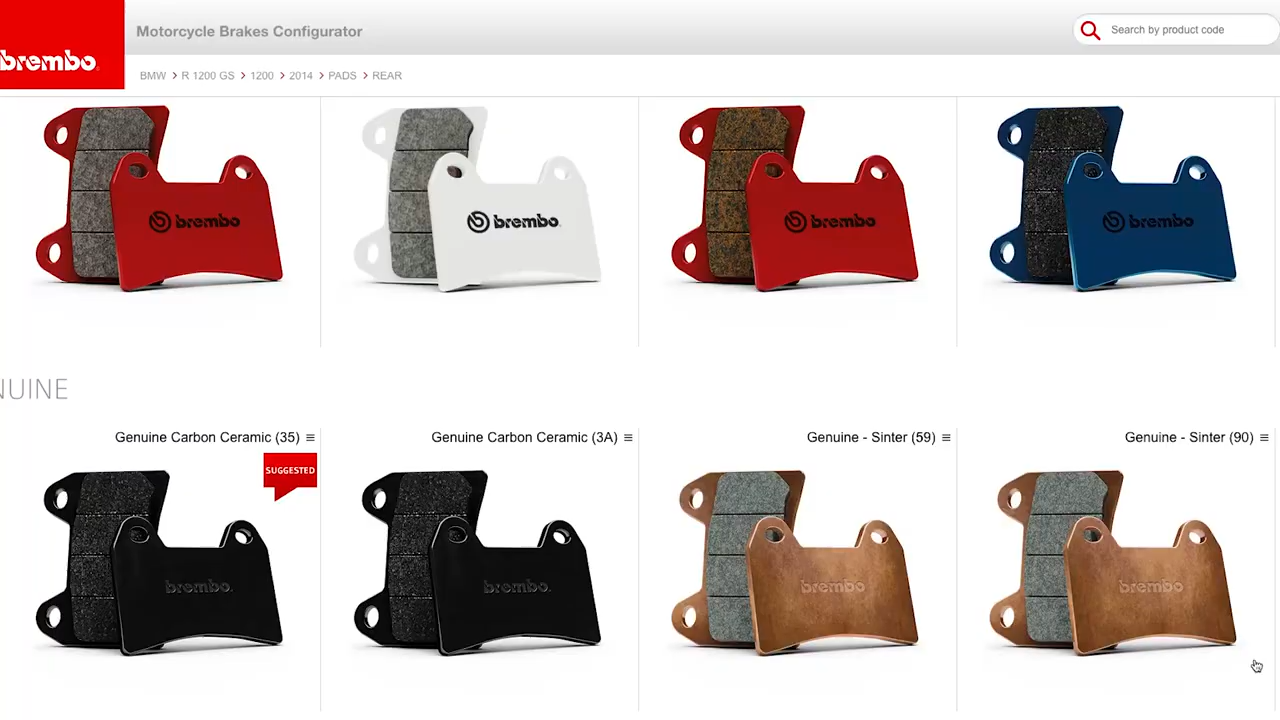 Motorcycle Brakes Configurator
Search by product code
brembo
BMW > R 1200 GS > 1200 > 2014 > PADS > REAR
brembo brembo brembo brembo
NUINE
Genuine Carbon Ceramic (35) ≡
Genuine Carbon Ceramic (3A) ≡
Genuine - Sinter (59) ≡
Genuine - Sinter (90) ≡
SUGGESTED
brembo brembo brembo brembo